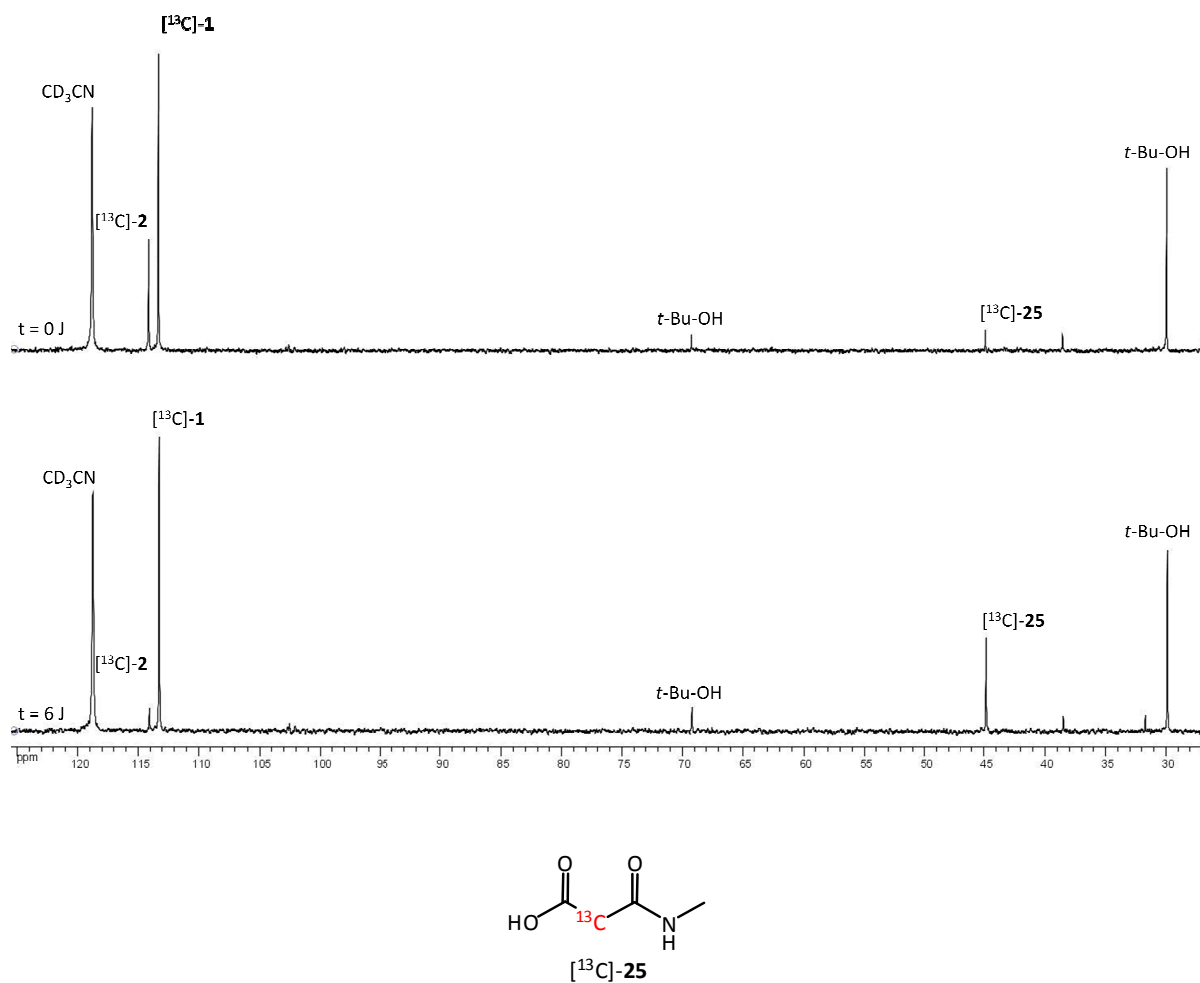 [¹³C]-1
CD₃CN
t-Bu-OH
[¹³C]-2
[¹³C]-25
t-Bu-OH
t = 0 J
[¹³C]-1
CD₃CN
t-Bu-OH
[¹³C]-25
[¹³C]-2
t-Bu-OH
t = 6 J
ppm 120 115 110 105 100 95 90 85 80 75 70 65 60 55 50 45 40 35 30
O O
HO ¹³C N
H
[¹³C]-25